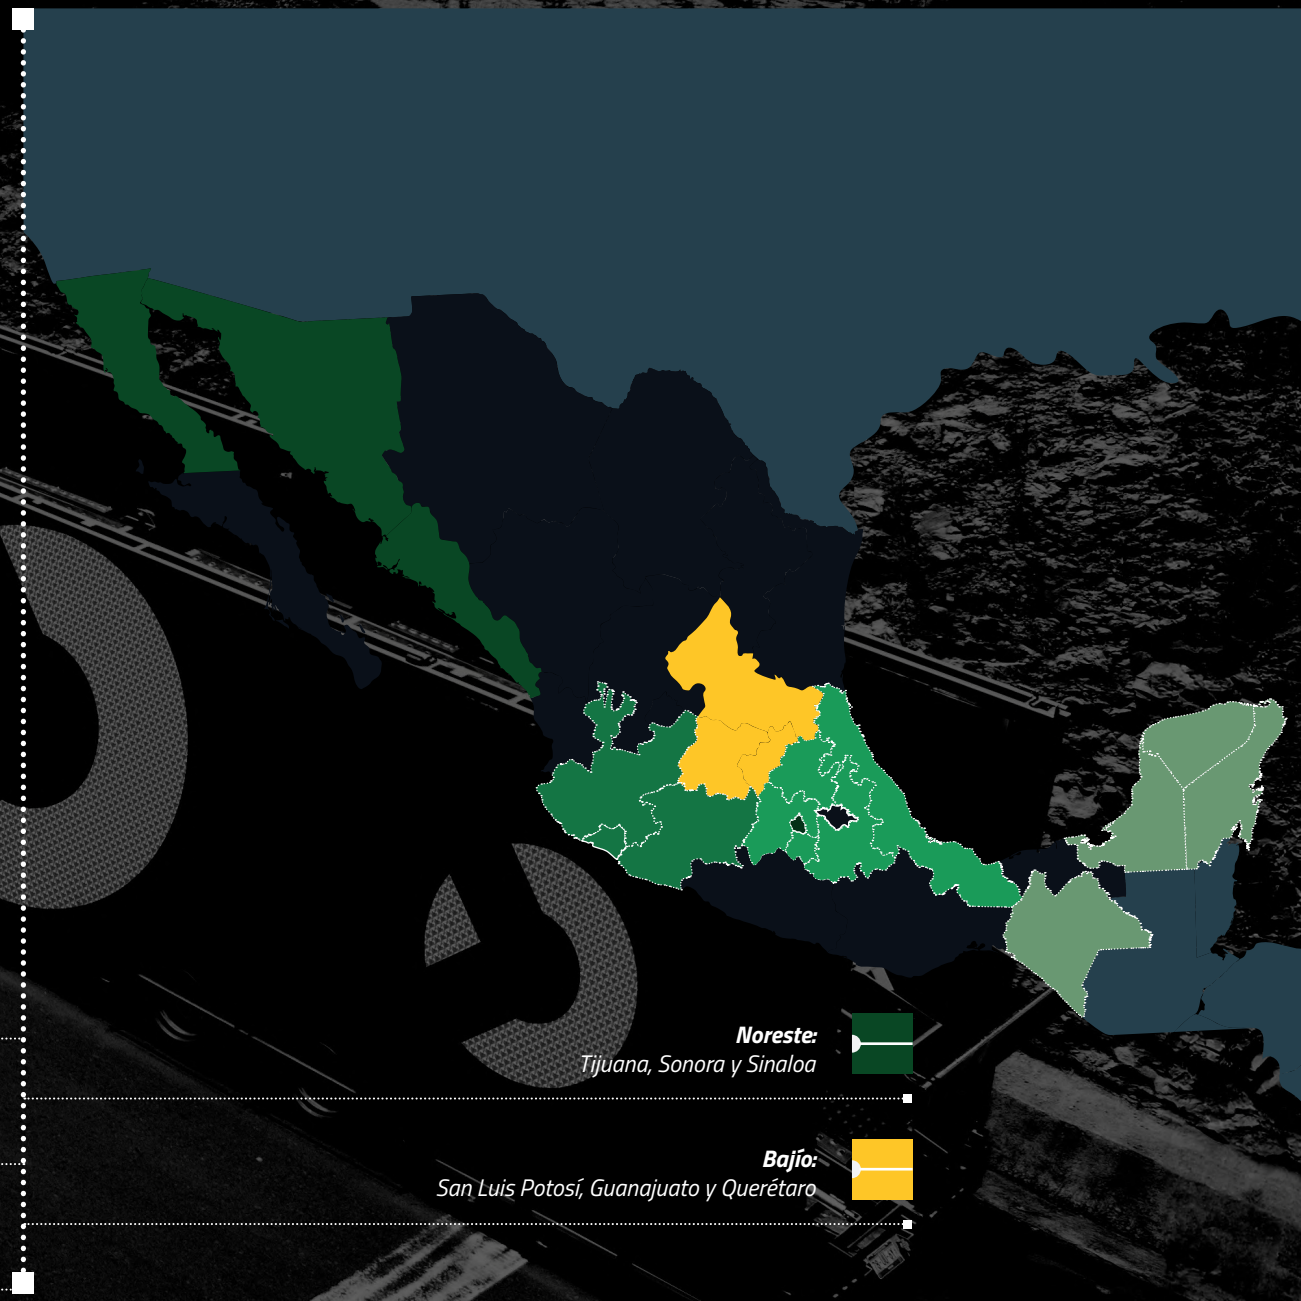 Noreste:
Tijuana, Sonora y Sinaloa
Bajío:
San Luis Potosí, Guanajuato y Querétaro